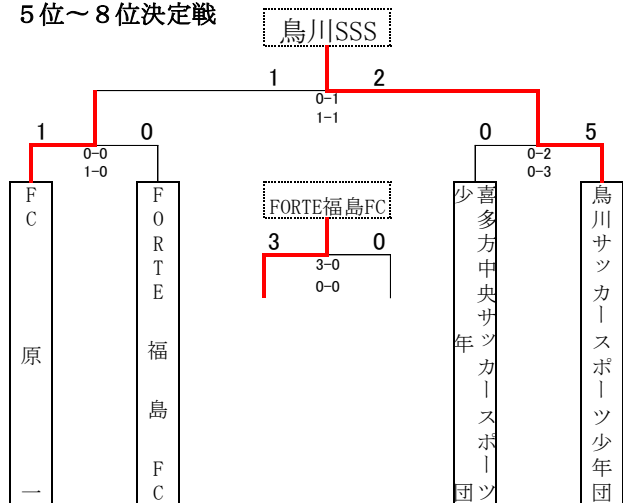 5位～8位決定戦
鳥川SSS
1 2
0-1
1-1
1 0
0-0
1-0
0 5
0-2
0-3
FORTE福島FC
3 0
3-0
0-0
FC原一
FORTE福島FC
喜多方中央サッカースポーツ
少年団
鳥川サッカースポーツ少年団